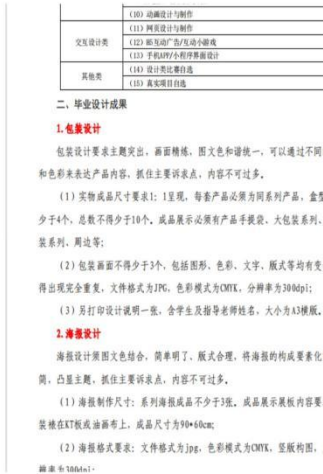 (10) 动画设计与制作
交互设计类
(11) 网页设计与制作
(12) H5互动广告/互动小游戏
(13) 手机APP/小程序界面设计
其他类
(14) 设计类比赛自选
(15) 真实项目自选
二、毕业设计成果
1.包装设计
包装设计要求主题突出,画面精炼,图文色和谐统一,可以通过不同
和色彩来表达产品内容,抓住主要诉求点,内容不可过多。
(1)实物成品尺寸要求1:1呈现,每套产品必须为同系列产品,盒型
少于4个,总数不得少于10个。成品展示必须有产品手提袋、大包装系列、
装系列、周边等;
(2)包装画面不得少于3个,包括图形、色彩、文字、版式等均有变
得出现完全重复,文件格式为JPG,色彩模式为CMYK,分辨率为300dpi;
(3)另打印设计说明一张,含学生及指导老师姓名,大小为A3横版。
2.海报设计
海报设计须图文色结合,简单明了、版式合理,将海报的构成要素化
简,凸显主题,抓住主要诉求点,内容不可过多。
(1)海报制作尺寸:系列海报成品不少于3张。成品展示展板内容要
装裱在KT板或油画布上,成品尺寸为90*60cm;
(2)海报格式要求:文件格式为jpg,色彩模式为CMYK,竖版构图,
辨率为300dpi;